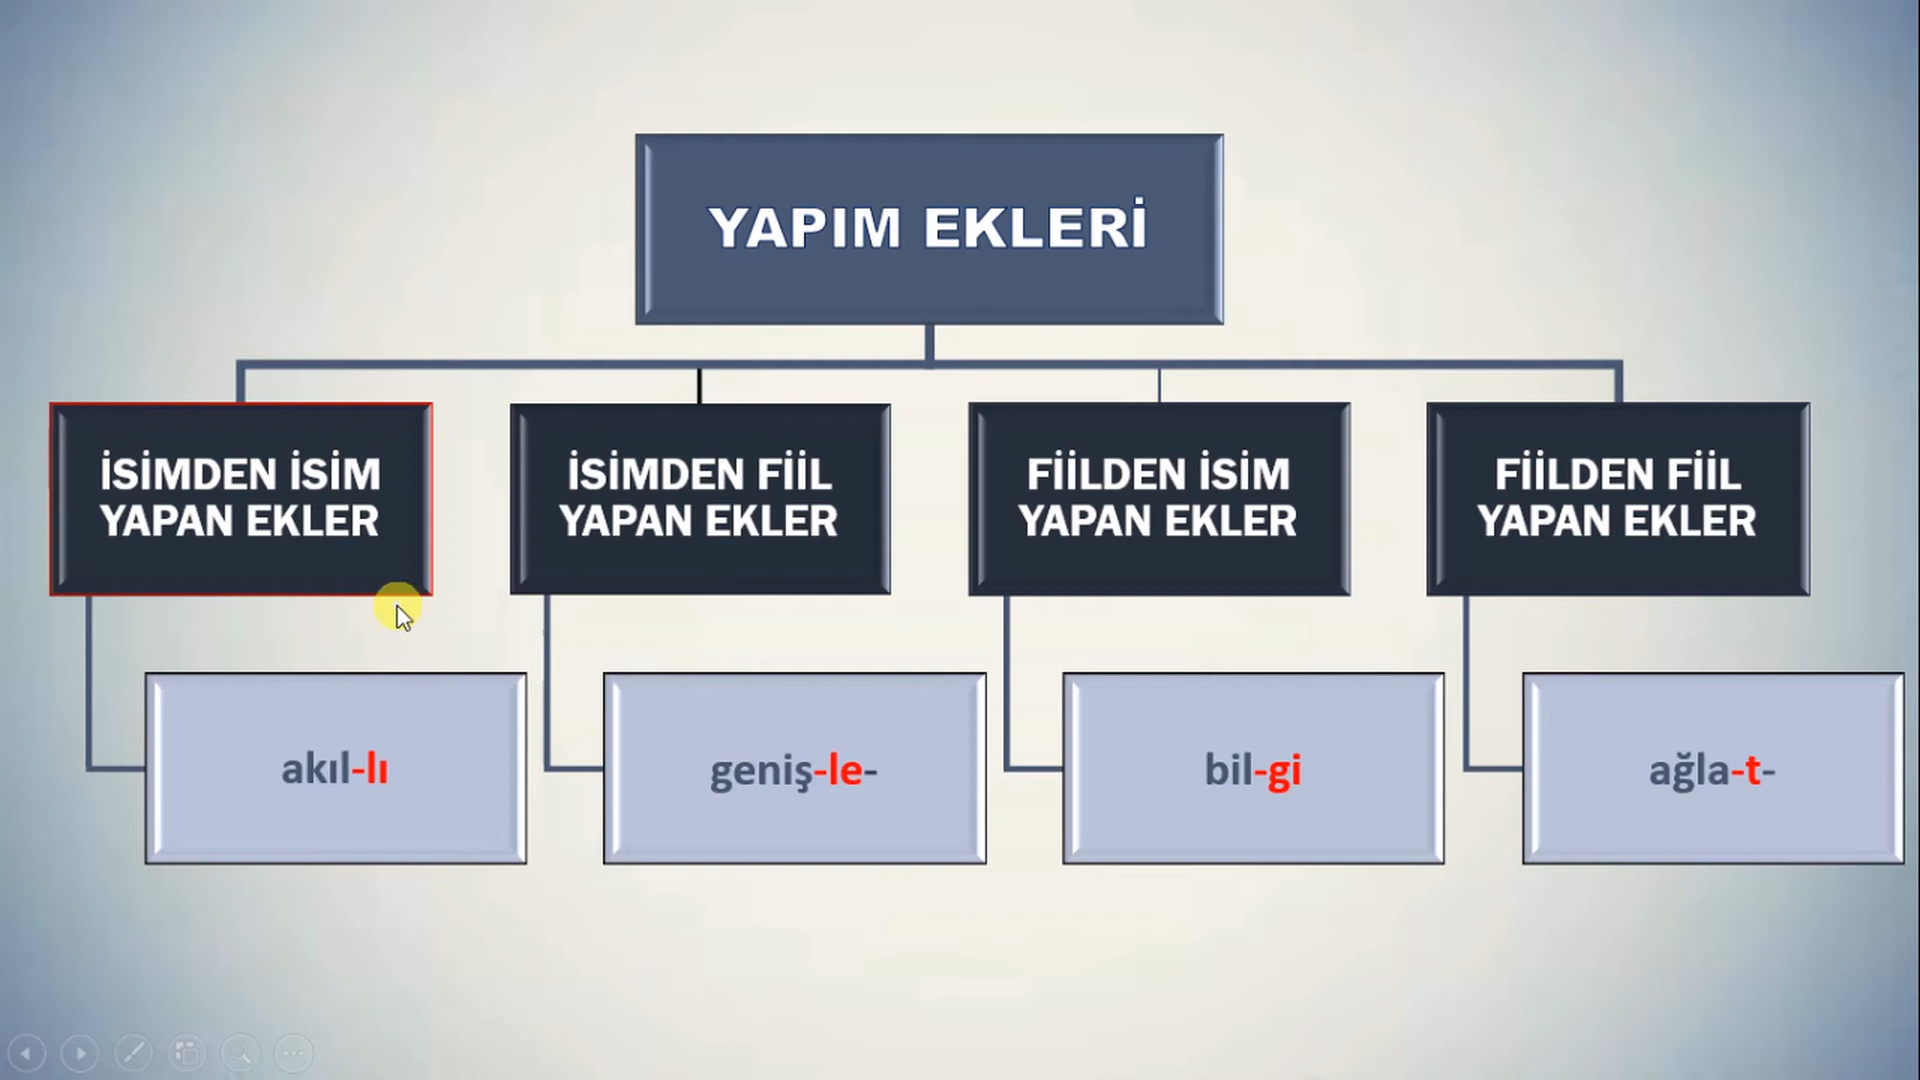 YAPIM EKLERİ
İSİMDEN İSİM
YAPAN EKLER
İSİMDEN FİİL
YAPAN EKLER
FİİLDEN İSİM
YAPAN EKLER
FİİLDEN FİİL
YAPAN EKLER
akıl-lı
geniş-le-
bil-gi
ağla-t-